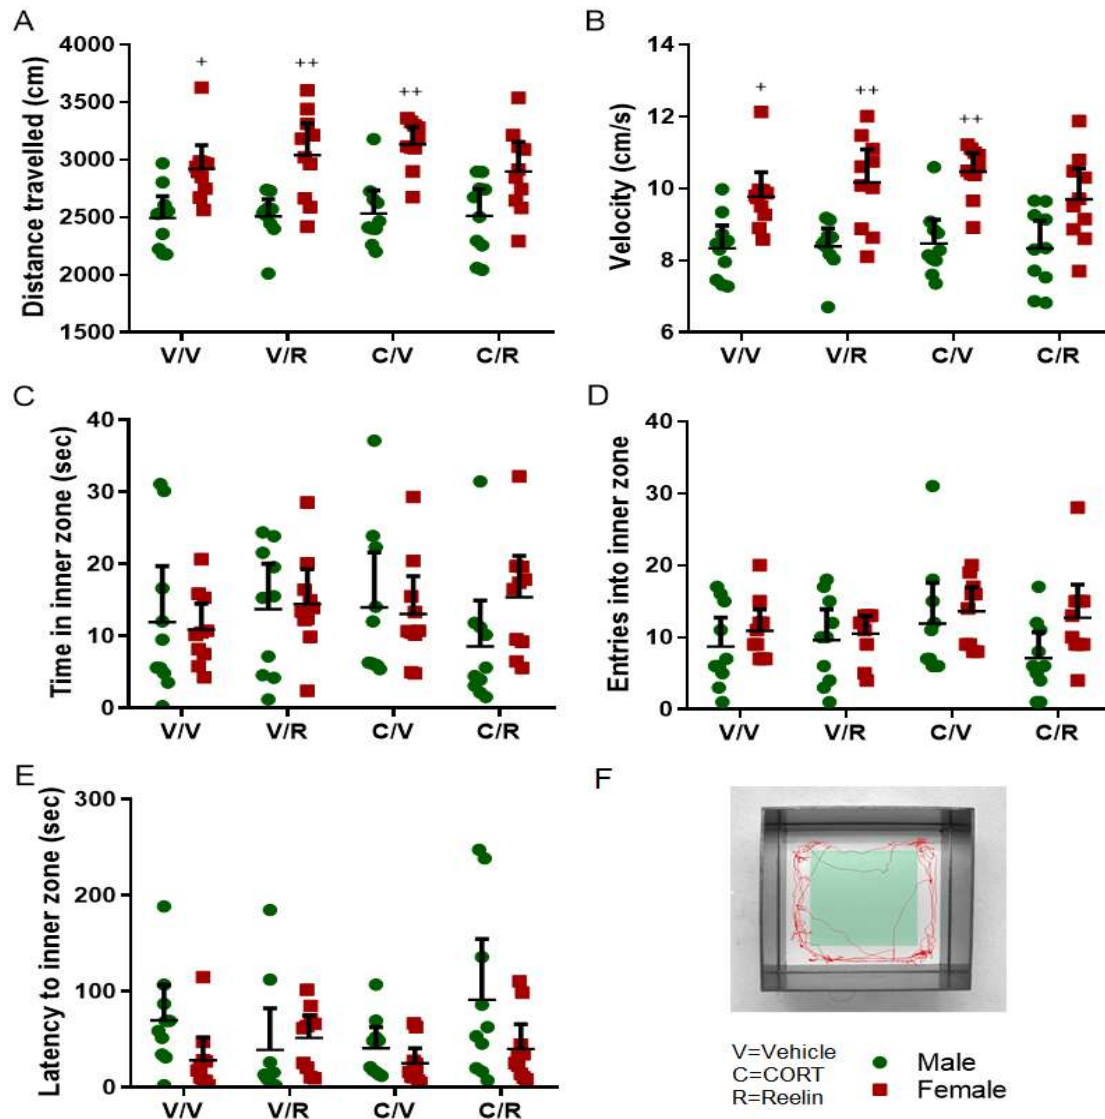 A
Distance travelled (cm)
4000
3500
3000
2500
2000
1500
+
++
++
V/V V/R C/V C/R
B
Velocity (cm/s)
14
12
10
8
6
+
++
++
V/V V/R C/V C/R
C
Time in inner zone (sec)
40
30
20
10
0
V/V V/R C/V C/R
D
Entries into inner zone
40
30
20
10
0
V/V V/R C/V C/R
E
Latency to inner zone (sec)
300
200
100
0
V/V V/R C/V C/R
F
V=Vehicle
C=CORT
R=Reelin
Male
Female